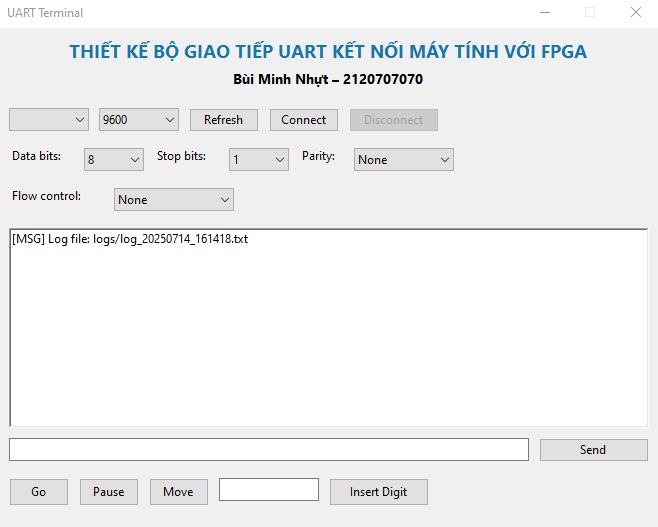 UART Terminal
THIẾT KẾ BỘ GIAO TIẾP UART KẾT NỐI MÁY TÍNH VỚI FPGA
Bùi Minh Nhựt – 2120707070
9600 Refresh Connect Disconnect
Data bits: 8 Stop bits: 1 Parity: None
Flow control: None
[MSG] Log file: logs/log_20250714_161418.txt
Send
Go Pause Move Insert Digit